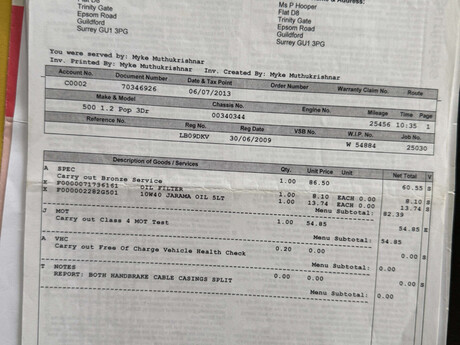 Flat D8
Trinity Gate
Epsom Road
Guildford
Surrey GU1 3PG
Address:
Ms P Hooper
Flat D8
Trinity Gate
Epsom Road
Guildford
Surrey GU1 3PG
You were served by: Myke Muthukrishnar
Inv. Printed By: Myke Muthukrishnar Inv. Created By: Myke Muthukrishnar
Account No. Document Number Date & Tax Point Order Number Warranty Claim No. Route
C0002 70346926 06/07/2013
Make & Model Chassis No. Engine No. Mileage Time Page
500 1.2 Pop 3Dr 00340344 25456 10:35 1
Reference No. Reg No. Reg Date VSB No. W.I.P. No. Job No.
LB09DKV 30/06/2009 W 54884 25030
Description of Goods / Services Qty. Unit Price Unit Net Total V
A SPEC
Carry out Bronze Service 1.00 86.50 60.55 S
X F0000071736161 OIL FILTER 1.00 8.10 EACH 0.00 8.10 S
10W40 JARAMA OIL 5LT 1.00 13.74 EACH 0.00 13.74 S
Menu Subtotal: 82.39
J MOT
Carry out Class 4 MOT Test 1.00 54.85 54.85 S
Menu Subtotal: 54.85
A VHC
Carry out Free Of Charge Vehicle Health Check 0.20 0.00 0.00 S
Menu Subtotal: 0.00
T NOTES
REPORT: BOTH HANDBRAKE CABLE CASINGS SPLIT 0.00 0.00 0.00 S
Menu Subtotal: 0.00